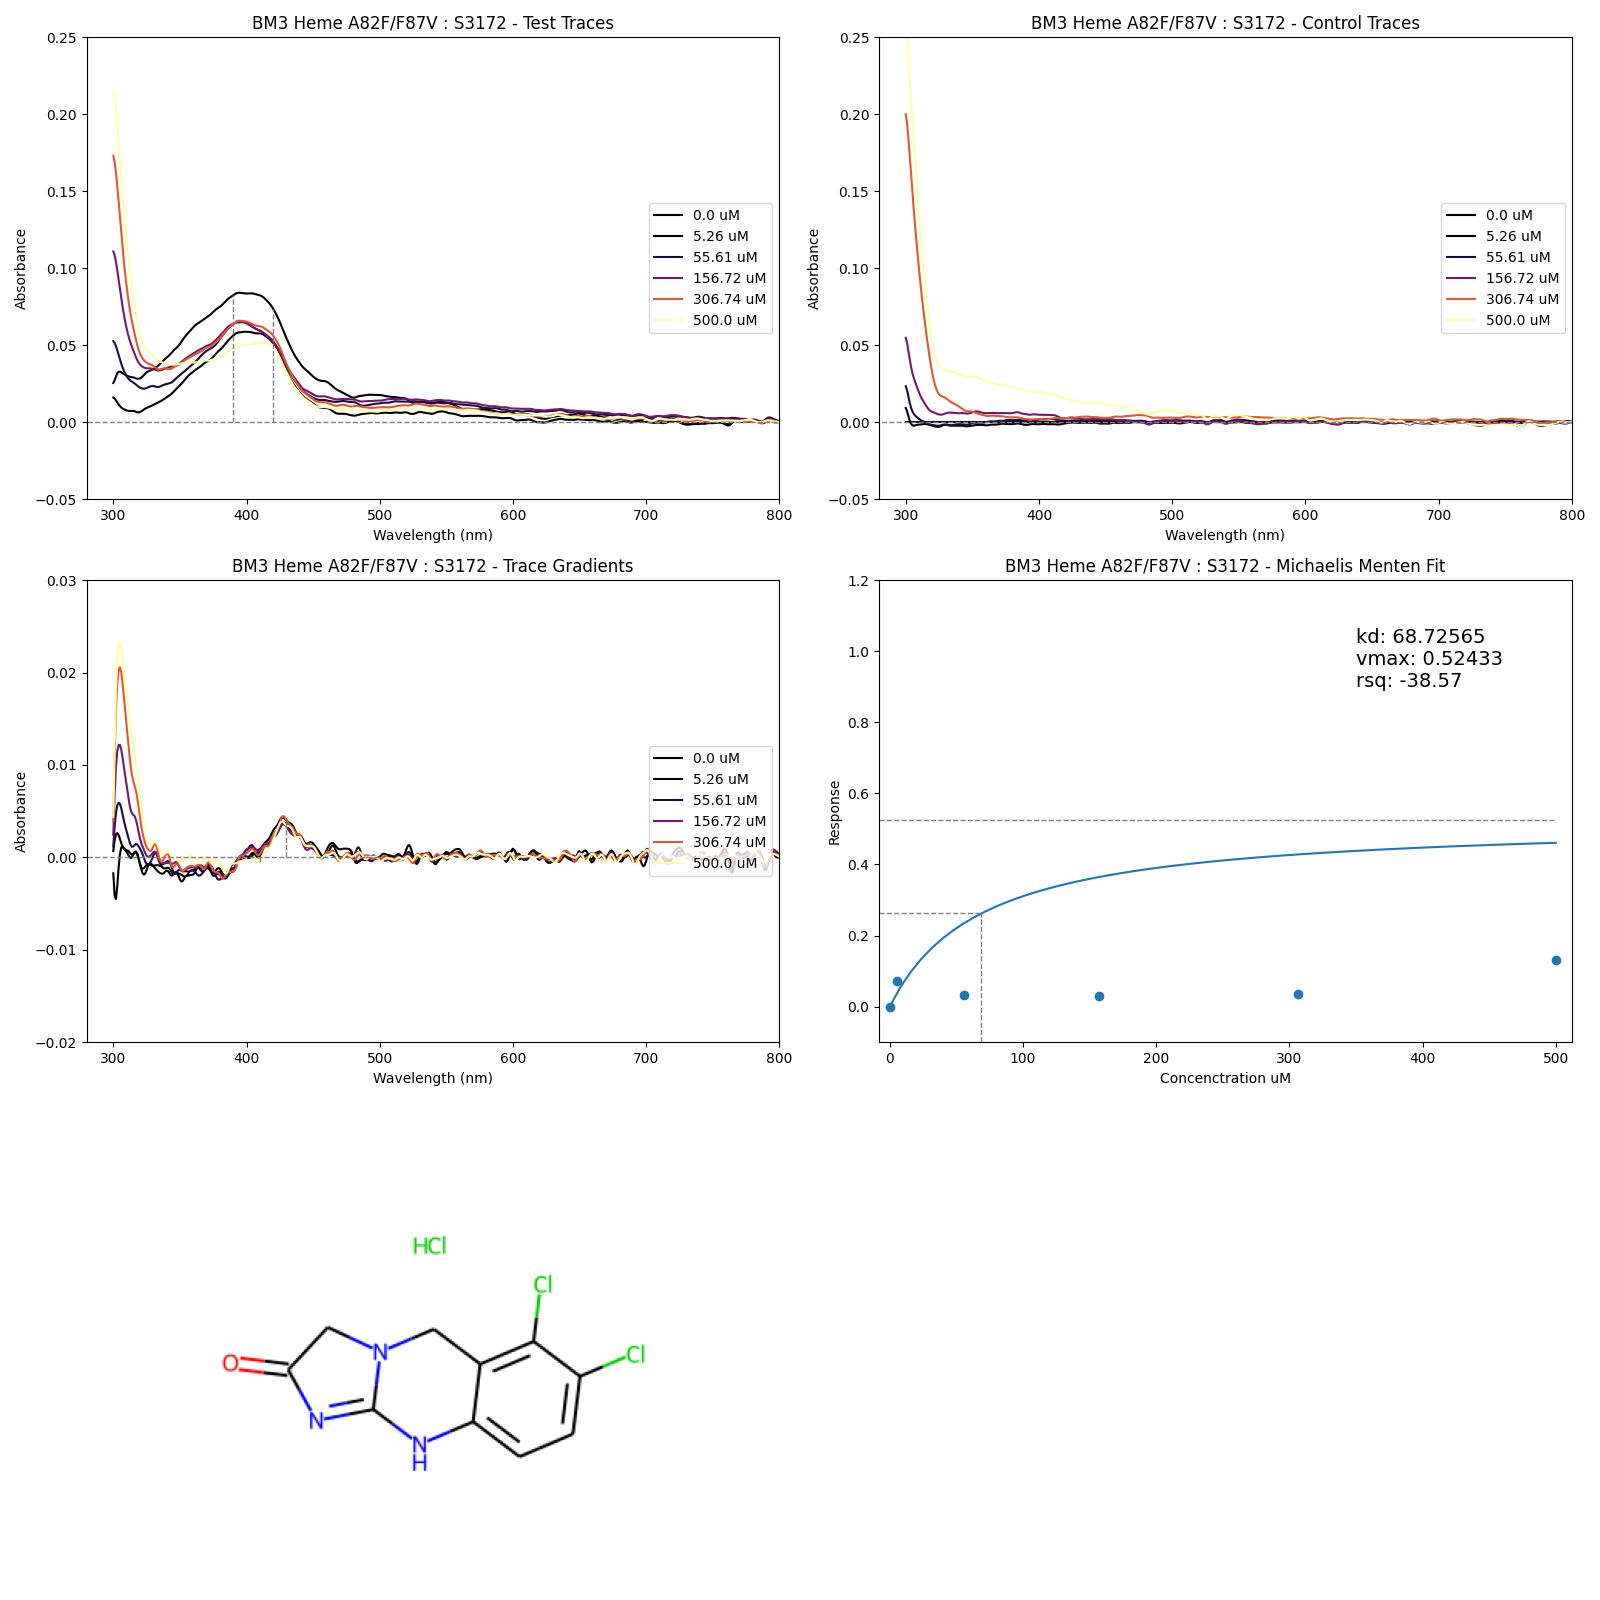 BM3 Heme A82F/F87V : S3172 - Test Traces
0.25
0.20
0.15
0.10
0.05
0.00
−0.05
Absorbance
300 400 500 600 700 800
Wavelength (nm)
0.0 uM
5.26 uM
55.61 uM
156.72 uM
306.74 uM
500.0 uM
BM3 Heme A82F/F87V : S3172 - Control Traces
0.25
0.20
0.15
0.10
0.05
0.00
−0.05
Absorbance
300 400 500 600 700 800
Wavelength (nm)
0.0 uM
5.26 uM
55.61 uM
156.72 uM
306.74 uM
500.0 uM
BM3 Heme A82F/F87V : S3172 - Trace Gradients
0.03
0.02
0.01
0.00
−0.01
−0.02
Absorbance
300 400 500 600 700 800
Wavelength (nm)
0.0 uM
5.26 uM
55.61 uM
156.72 uM
306.74 uM
500.0 uM
BM3 Heme A82F/F87V : S3172 - Michaelis Menten Fit
1.2
1.0
0.8
0.6
0.4
0.2
0.0
Response
0 100 200 300 400 500
Concenctration uM
kd: 68.72565
vmax: 0.52433
rsq: -38.57
HCl
Cl
Cl
O
N
N
N
H